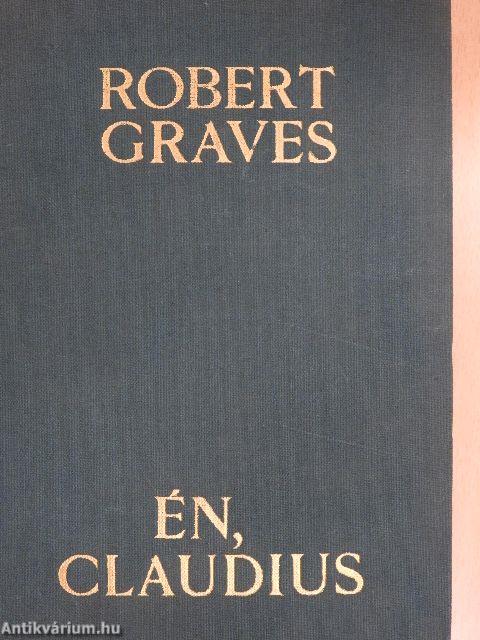 ROBERT
GRAVES
ÉN,
CLAUDIUS
Antikvárium.hu